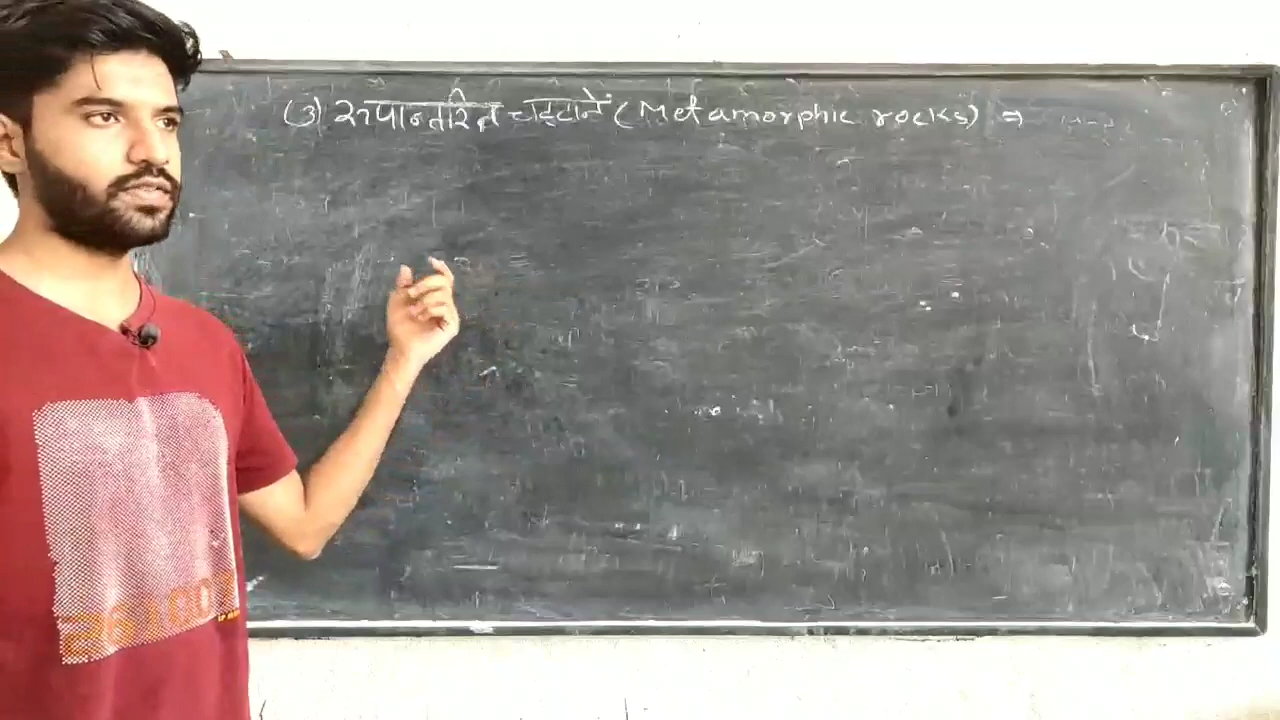 (3) रूपान्तरित चट्टानें (Metamorphic rocks) ⇒